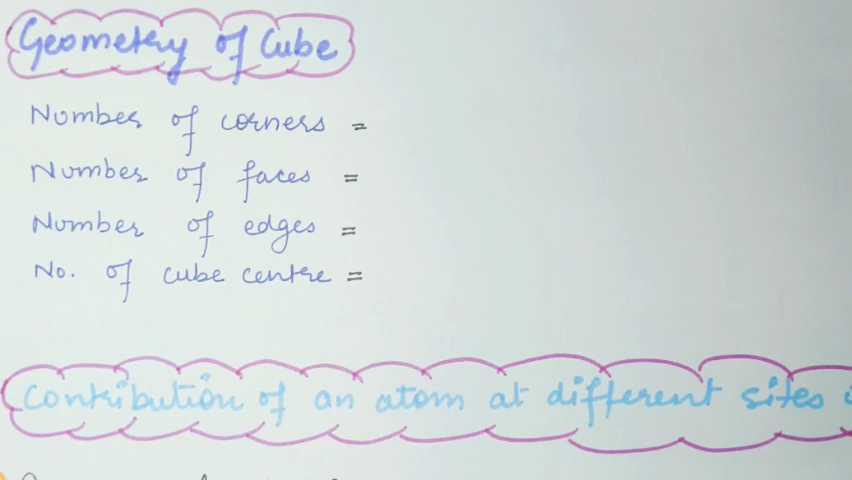 Geometry of Cube
Number of corners =
Number of faces =
Number of edges =
No. of cube centre =
Contribution of an atom at different sites